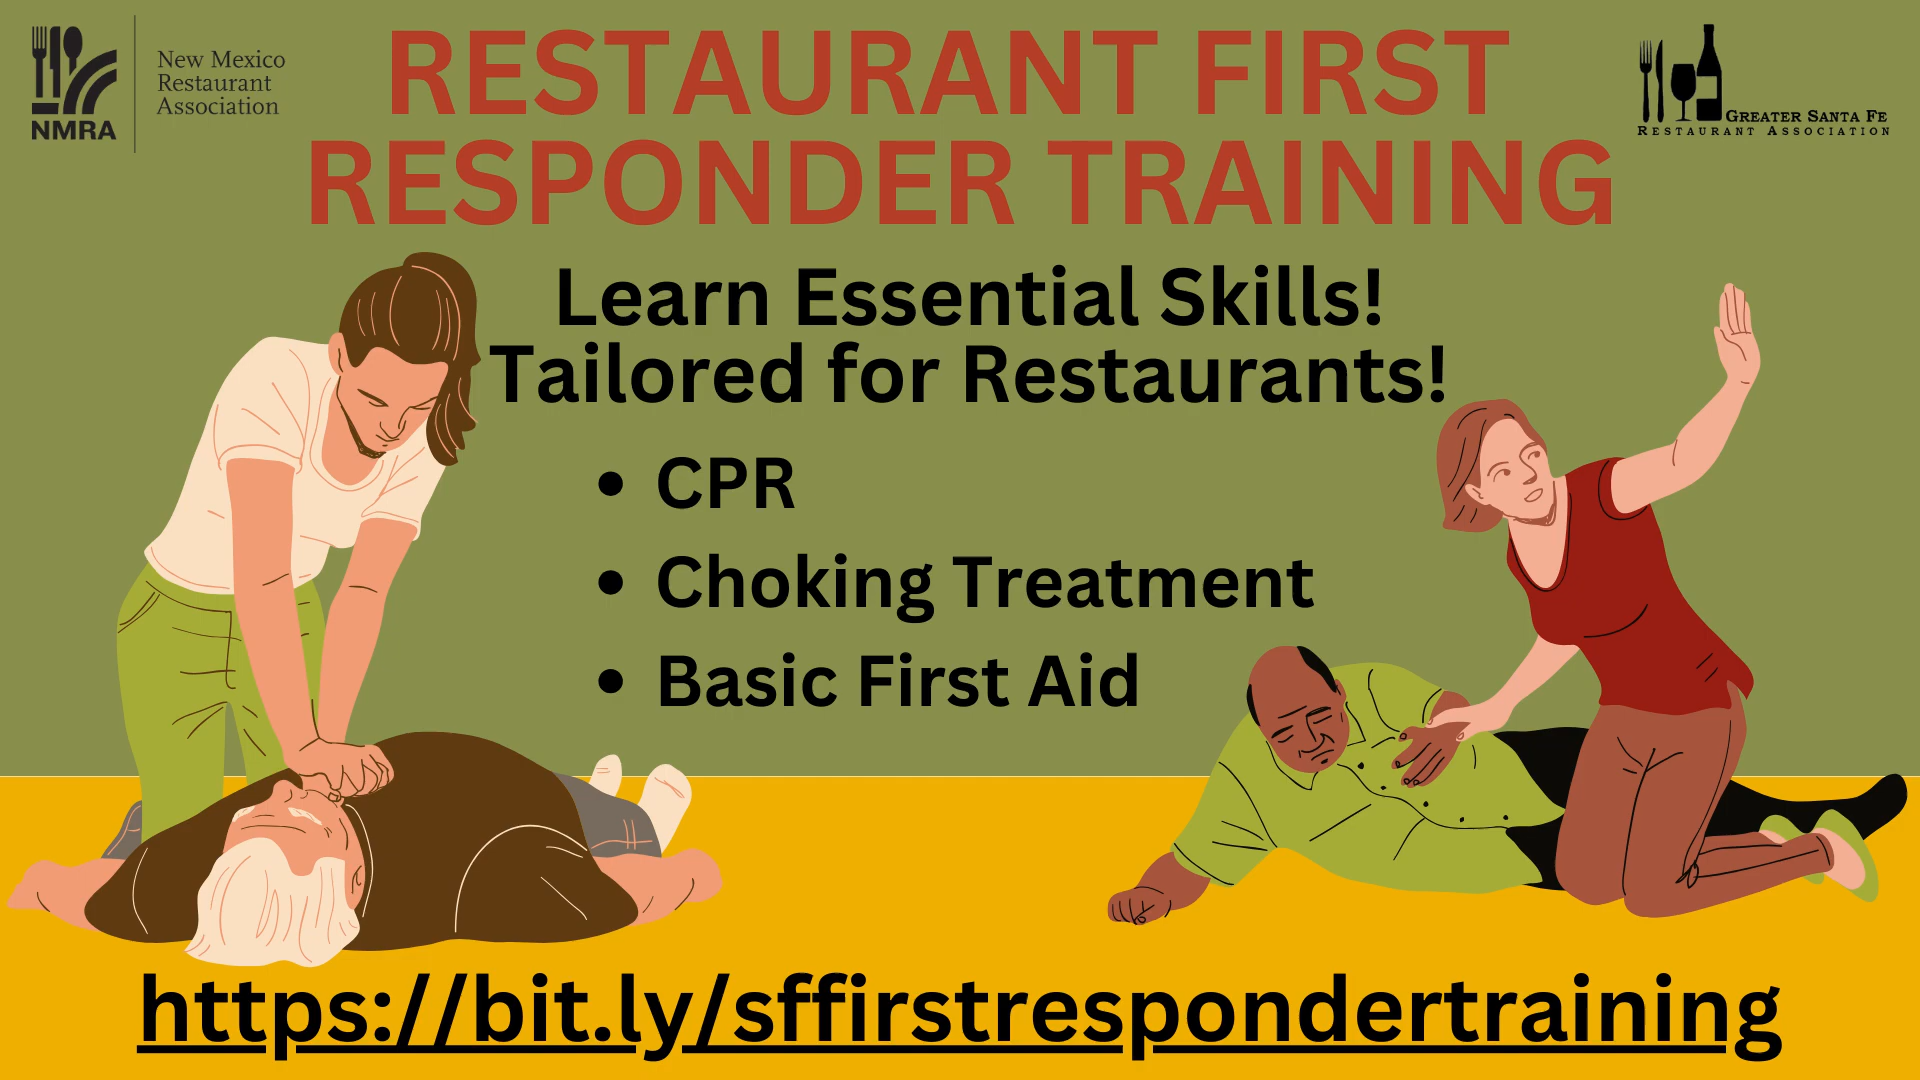 NMRA
New Mexico
Restaurant
Association
RESTAURANT FIRST
RESPONDER TRAINING
Greater Santa Fe
Restaurant Association
Learn Essential Skills!
Tailored for Restaurants!
• CPR
• Choking Treatment
• Basic First Aid
https://bit.ly/sffirstrespondertraining